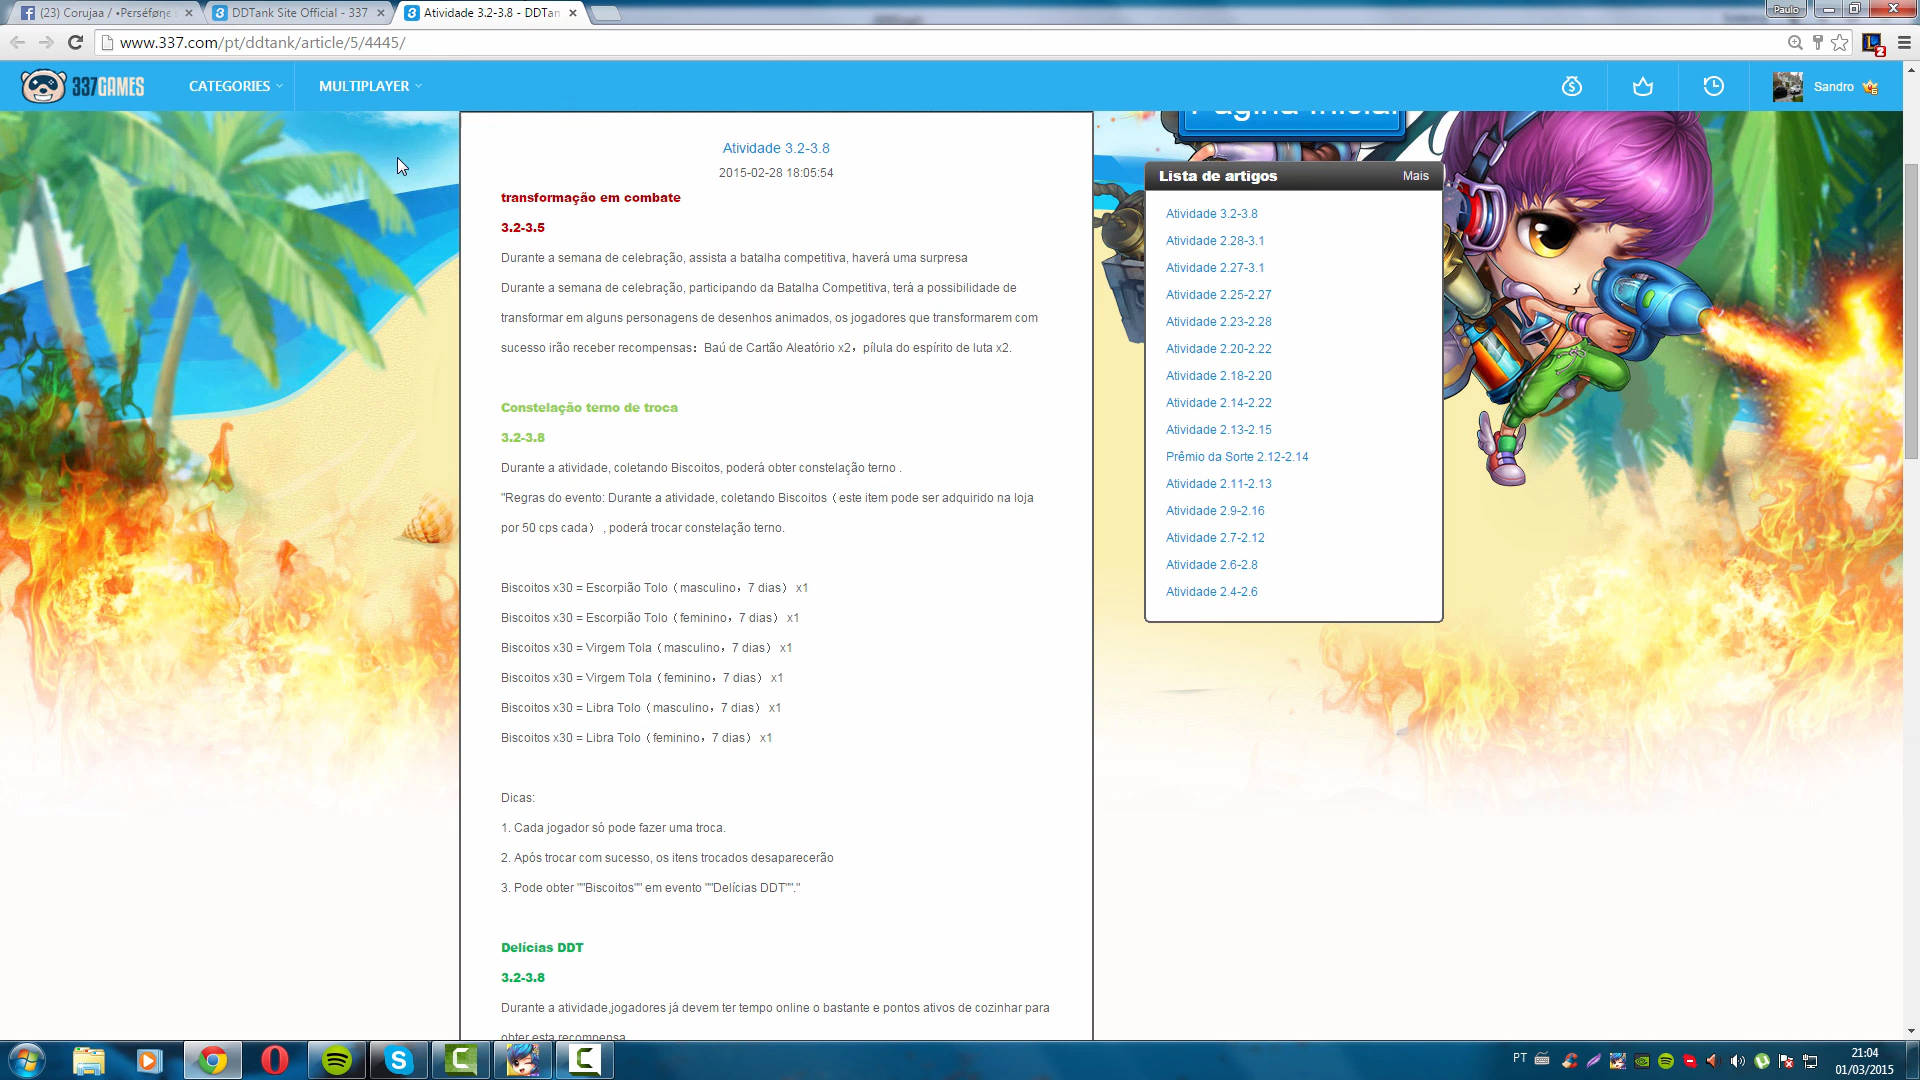 (23) Corujaa / •Perséføne
DDTank Site Official - 337
Atividade 3.2-3.8 - DDTan
Paulo
www.337.com/pt/ddtank/article/5/4445/
2
337GAMES
CATEGORIES
MULTIPLAYER
Sandro
Página Inicial
Atividade 3.2-3.8
2015-02-28 18:05:54
transformação em combate
3.2-3.5
Durante a semana de celebração, assista a batalha competitiva, haverá uma surpresa
Durante a semana de celebração, participando da Batalha Competitiva, terá a possibilidade de
transformar em alguns personagens de desenhos animados, os jogadores que transformarem com
sucesso irão receber recompensas：Baú de Cartão Aleatório x2，pílula do espírito de luta x2.
Constelação terno de troca
3.2-3.8
Durante a atividade, coletando Biscoitos, poderá obter constelação terno .
"Regras do evento: Durante a atividade, coletando Biscoitos（este item pode ser adquirido na loja
por 50 cps cada） , poderá trocar constelação terno.
Biscoitos x30 = Escorpião Tolo（masculino，7 dias） x1
Biscoitos x30 = Escorpião Tolo（feminino，7 dias） x1
Biscoitos x30 = Virgem Tola（masculino，7 dias） x1
Biscoitos x30 = Virgem Tola（feminino，7 dias） x1
Biscoitos x30 = Libra Tolo（masculino，7 dias） x1
Biscoitos x30 = Libra Tolo（feminino，7 dias） x1
Dicas:
1. Cada jogador só pode fazer uma troca.
2. Após trocar com sucesso, os itens trocados desaparecerão
3. Pode obter ""Biscoitos"" em evento ""Delícias DDT""."
Delícias DDT
3.2-3.8
Durante a atividade,jogadores já devem ter tempo online o bastante e pontos ativos de cozinhar para
obter esta recompensa
Lista de artigos
Mais
Atividade 3.2-3.8
Atividade 2.28-3.1
Atividade 2.27-3.1
Atividade 2.25-2.27
Atividade 2.23-2.28
Atividade 2.20-2.22
Atividade 2.18-2.20
Atividade 2.14-2.22
Atividade 2.13-2.15
Prêmio da Sorte 2.12-2.14
Atividade 2.11-2.13
Atividade 2.9-2.16
Atividade 2.7-2.12
Atividade 2.6-2.8
Atividade 2.4-2.6
PT
21:04
01/03/2015